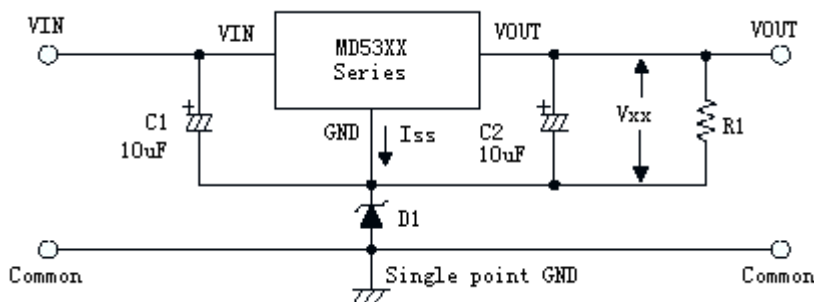 VIN
VIN
MD53XX
Series
VOUT
VOUT
C1
10uF
GND
Iss
C2
10uF
Vxx
R1
D1
Common
Single point GND
Common